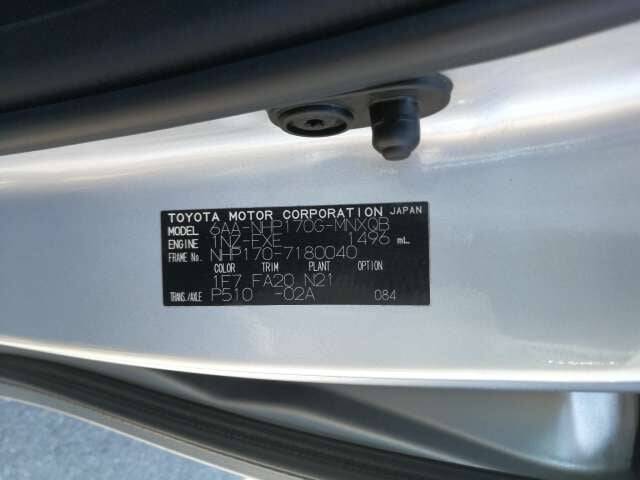 TOYOTA MOTOR CORPORATION JAPAN
MODEL 6AA-NHP170G-MNXQB
ENGINE 1NZ-FXE 1496 mL
FRAME No. NHP170-7180040
COLOR TRIM PLANT OPTION
1F7 FA20 N21
TRANS./AXLE P510 -02A 084